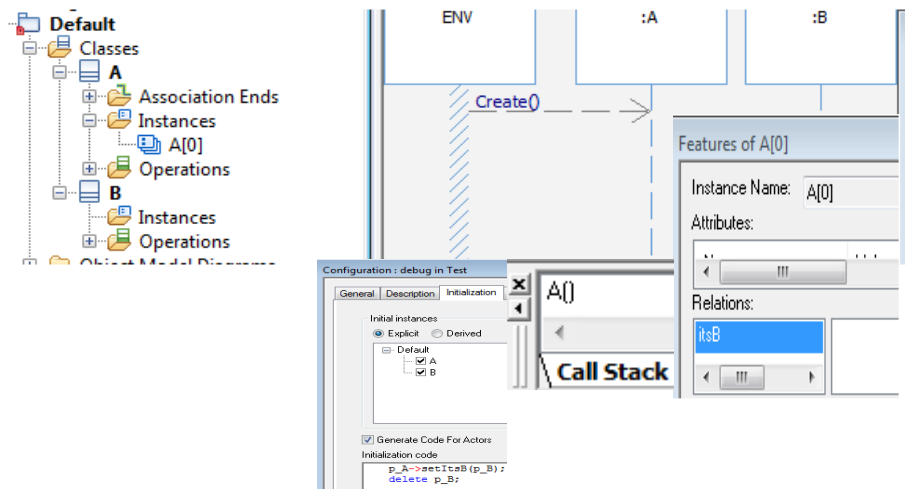 Default
Classes
A
Association Ends
Instances
A[0]
Operations
B
Instances
Operations
ENV
:A
:B
Create()
Features of A[0]
Instance Name: A[0]
Attributes:
Relations:
itsB
A()
Call Stack
Configuration : debug in Test
General Description Initialization
Initial instances
Explicit Derived
Default
A
B
Generate Code For Actors
Initialization code
p_A->setItsB(p_B);
delete p_B;